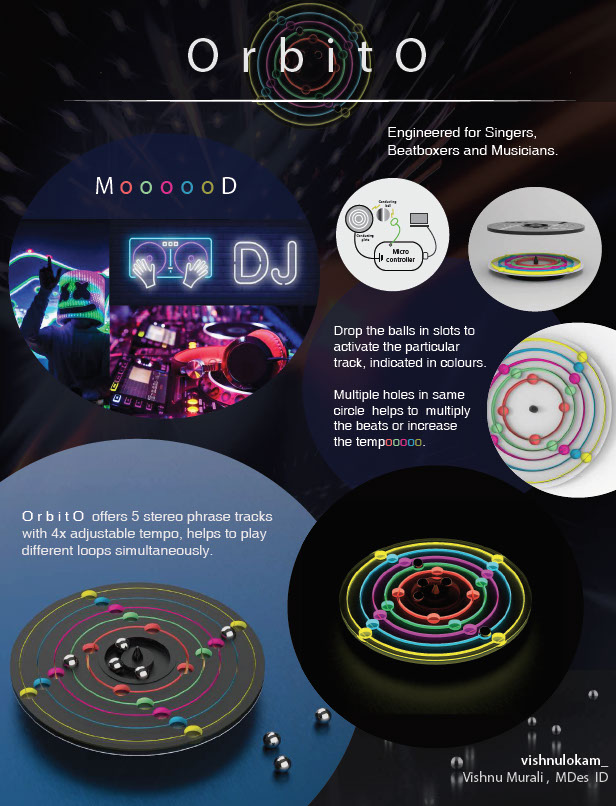 OrbitO
Engineered for Singers,
Beatboxers and Musicians.
MooooooD
DJ
Conducting
ball
Conducting
plate
Micro
controller
Drop the balls in slots to
activate the particular
track, indicated in colours.
Multiple holes in same
circle helps to multiply
the beats or increase
the tempooooo.
OrbitO offers 5 stereo phrase tracks
with 4x adjustable tempo, helps to play
different loops simultaneously.
vishnulokam_
Vishnu Murali , MDes ID